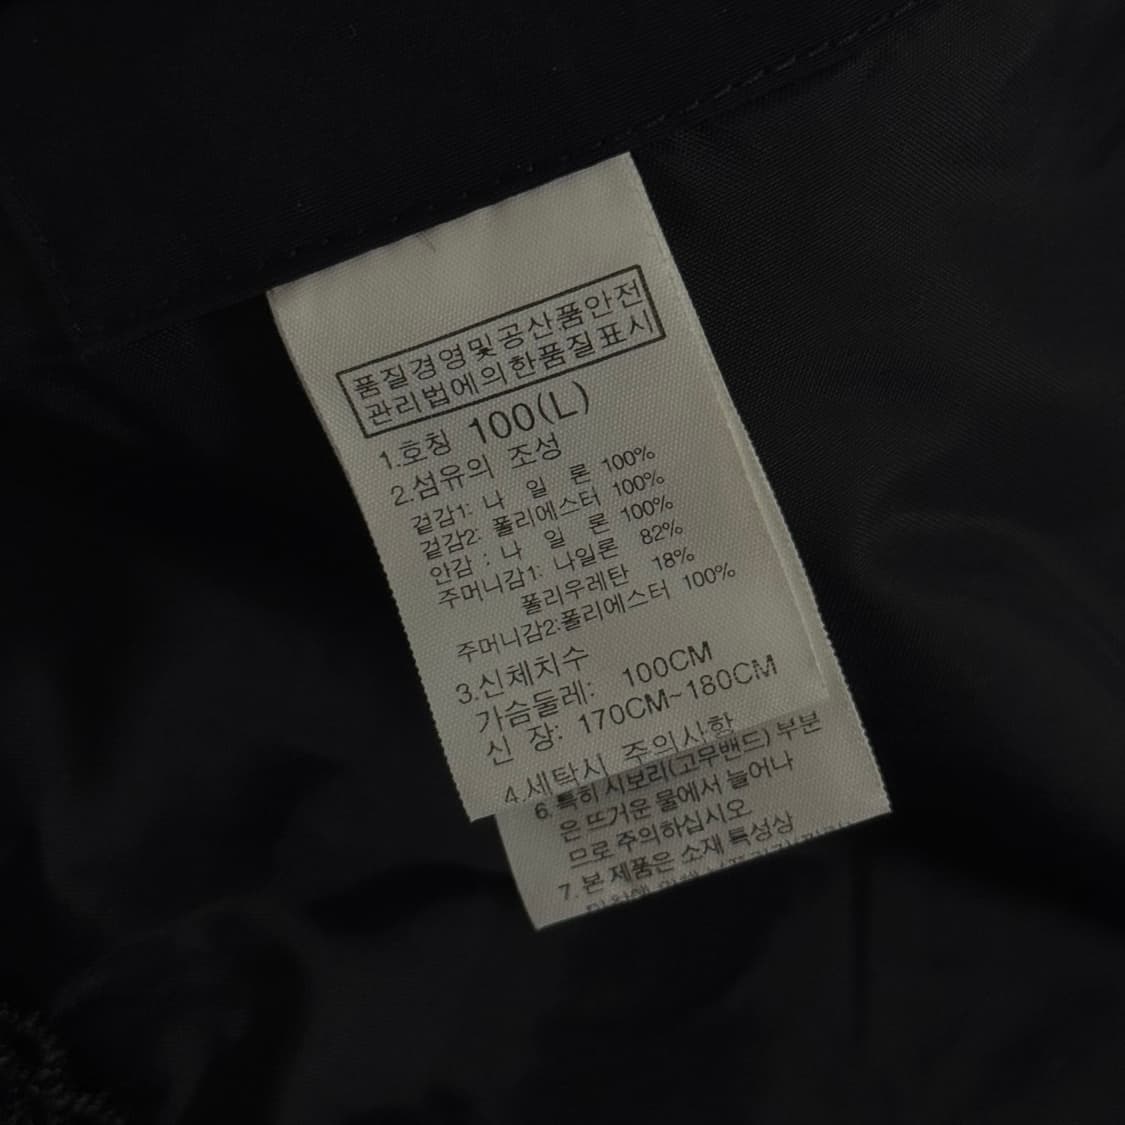 품질경영및공산품안전
관리법에의한품질표시
1.호칭 100(L)
2.섬유의 조성
겉감1: 나 일 론 100%
겉감2: 폴리에스터 100%
안감 : 나 일 론 100%
주머니감1: 나일론 82%
폴리우레탄 18%
주머니감2:폴리에스터 100%
3.신체치수
가슴둘레: 100CM
신 장: 170CM~180CM
4.세탁시 주의사항
6.특히 시보리(고무밴드) 부분
은 뜨거운 물에서 늘어나
므로 주의하십시오.
7.본 제품은 소재 특성상